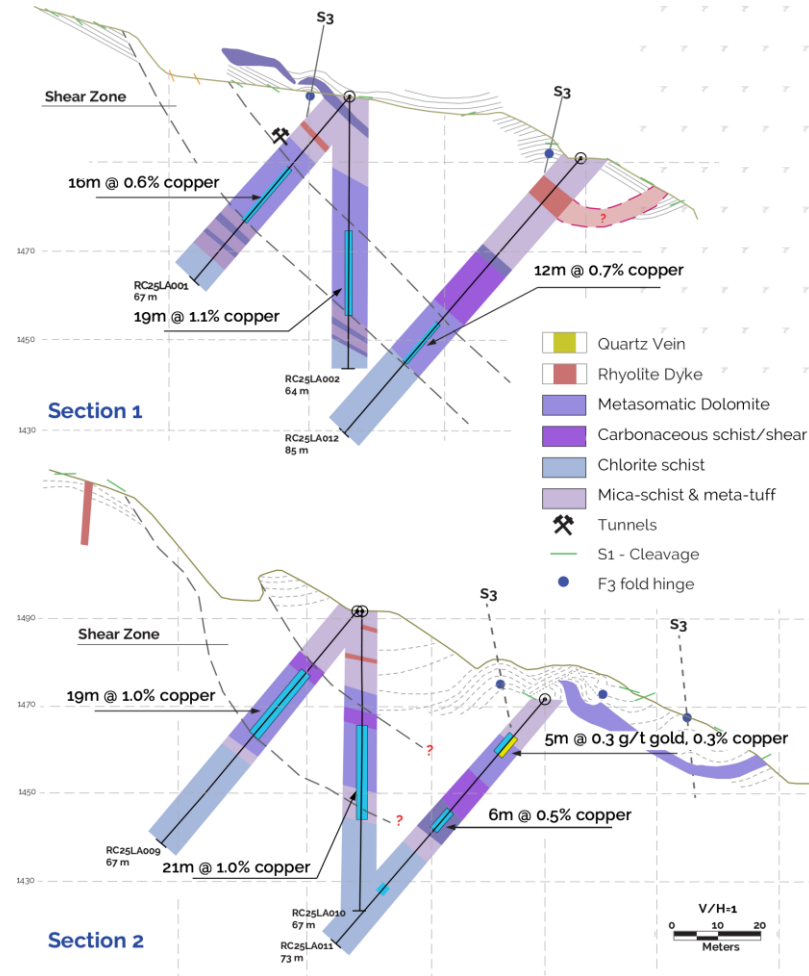 S3
S3
Shear Zone
16m @ 0.6% copper
1470
RC25LA001
67 m
12m @ 0.7% copper
19m @ 1.1% copper
1450
RC25LA002
64 m
Section 1
1430
RC25LA012
85 m
?
Quartz Vein
Rhyolite Dyke
Metasomatic Dolomite
Carbonaceous schist/shear
Chlorite schist
Mica-schist & meta-tuff
Tunnels
S1 - Cleavage
F3 fold hinge
S3
S3
1490
Shear Zone
19m @ 1.0% copper
1470
5m @ 0.3 g/t gold, 0.3% copper
?
1450
6m @ 0.5% copper
?
RC25LA009
67 m
21m @ 1.0% copper
1430
RC25LA010
67 m
RC25LA011
73 m
Section 2
V/H=1
0 10 20
Meters